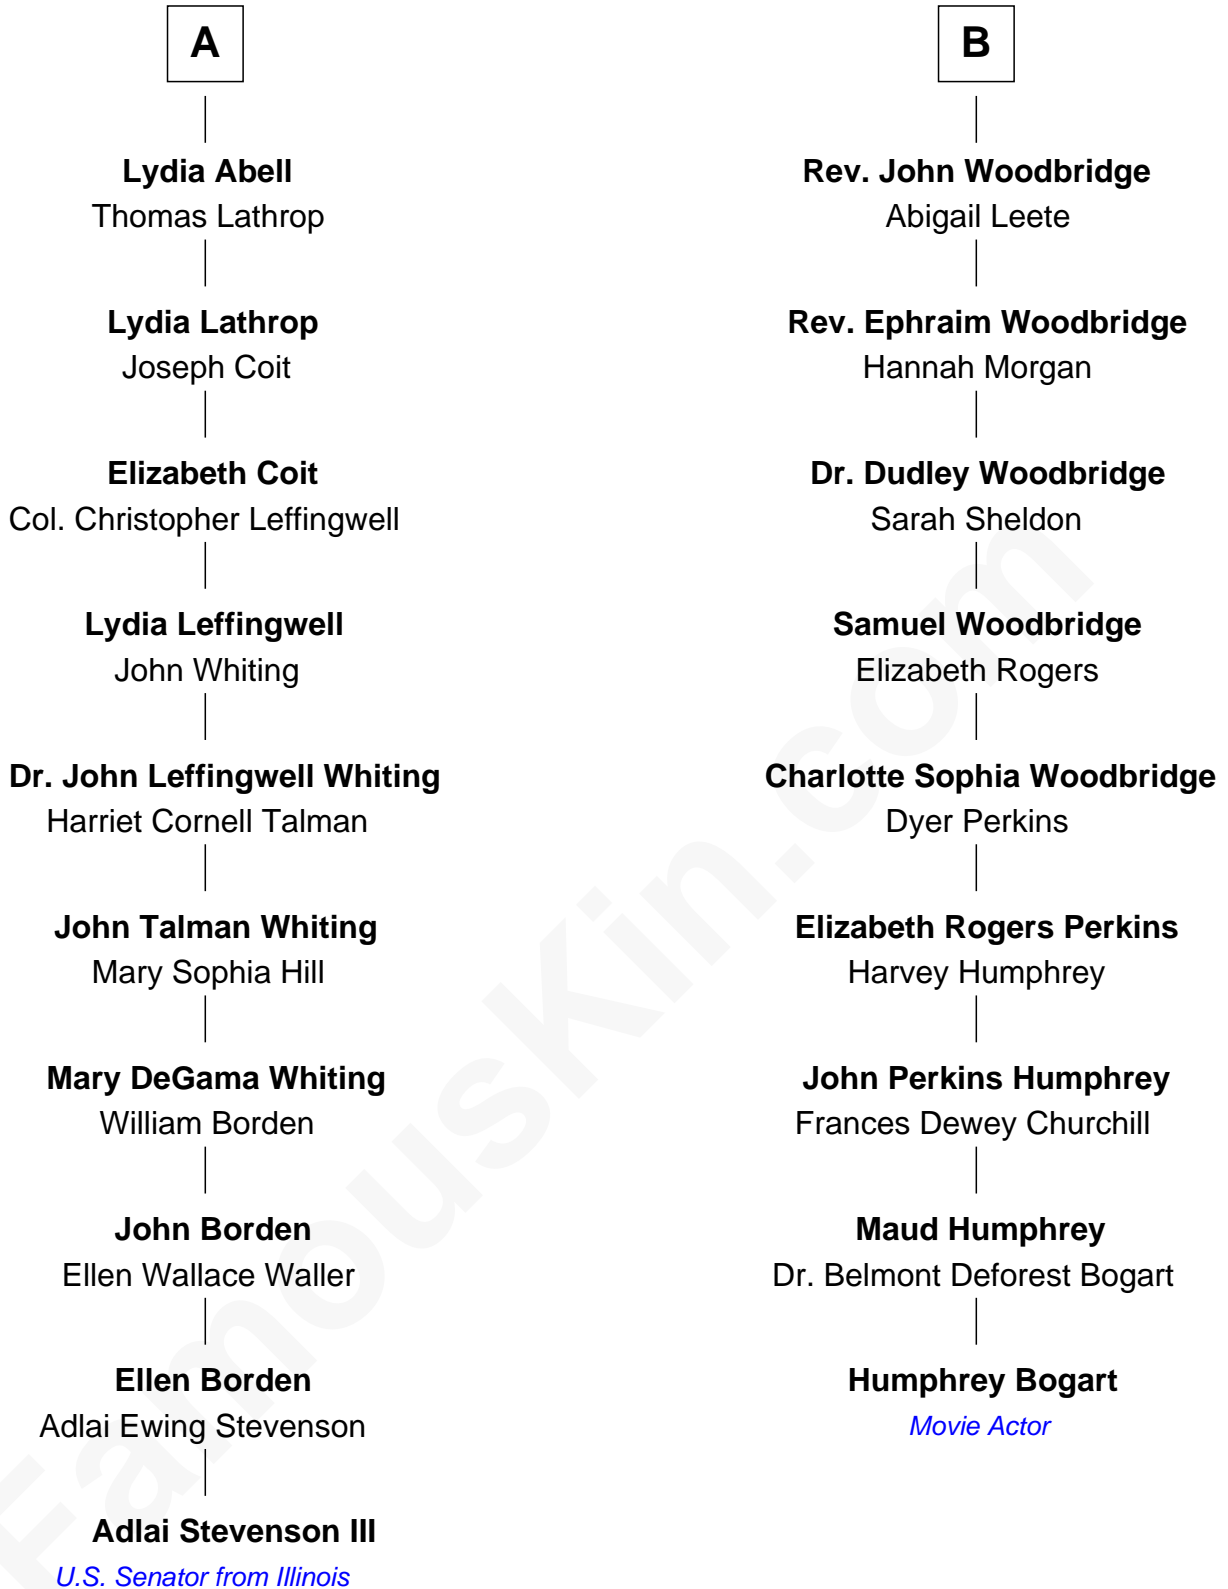 A
Lydia Abell
Thomas Lathrop
Lydia Lathrop
Joseph Coit
Elizabeth Coit
Col. Christopher Leffingwell
Lydia Leffingwell
John Whiting
Dr. John Leffingwell Whiting
Harriet Cornell Talman
John Talman Whiting
Mary Sophia Hill
Mary DeGama Whiting
William Borden
John Borden
Ellen Wallace Waller
Ellen Borden
Adlai Ewing Stevenson
Adlai Stevenson III
U.S. Senator from Illinois
B
Rev. John Woodbridge
Abigail Leete
Rev. Ephraim Woodbridge
Hannah Morgan
Dr. Dudley Woodbridge
Sarah Sheldon
Samuel Woodbridge
Elizabeth Rogers
Charlotte Sophia Woodbridge
Dyer Perkins
Elizabeth Rogers Perkins
Harvey Humphrey
John Perkins Humphrey
Frances Dewey Churchill
Maud Humphrey
Dr. Belmont Deforest Bogart
Humphrey Bogart
Movie Actor
FamousKin.com